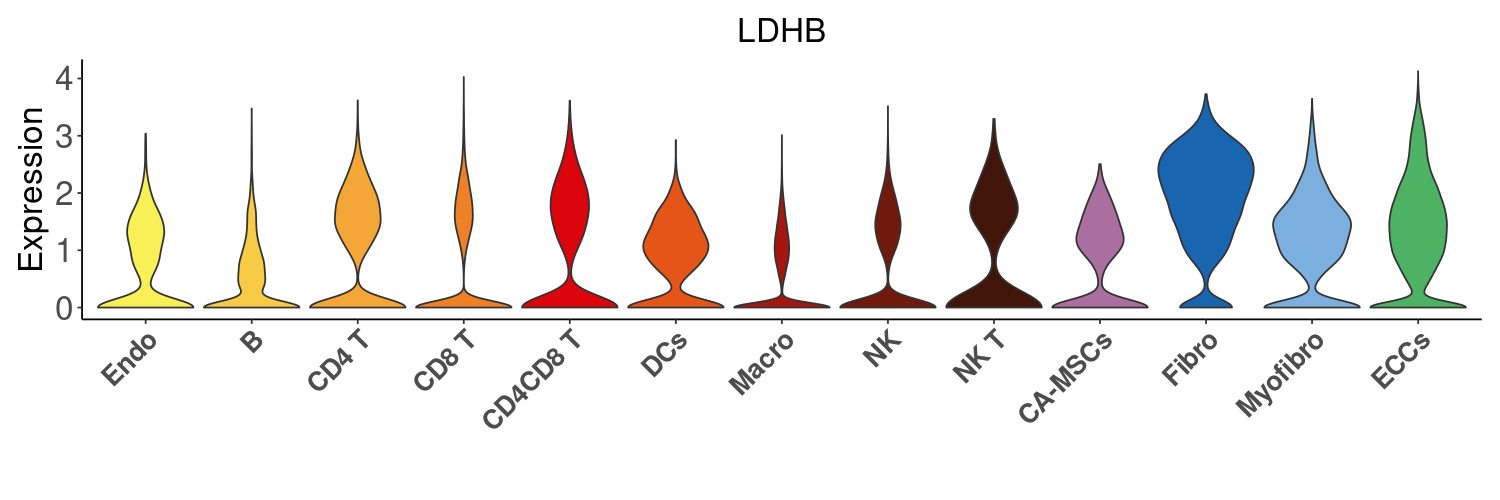 LDHB
Expression
4
3
2
1
0
Endo
B
CD4 T
CD8 T
CD4CD8 T
DCs
Macro
NK
NK T
CA-MSCs
Fibro
Myofibro
ECCs